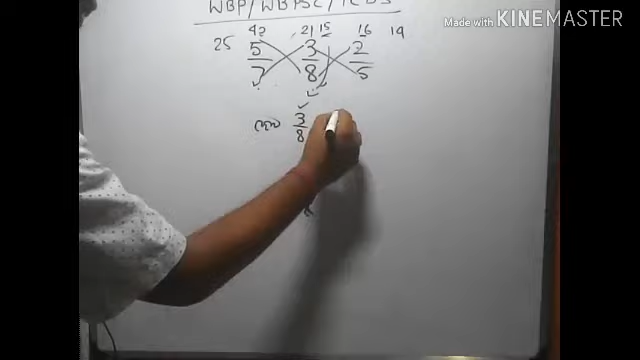 Made with KINEMASTER
WBP/WBPSC/ICDS
25 42 21 15 16 14
5/7 3/8 2/5
3/8